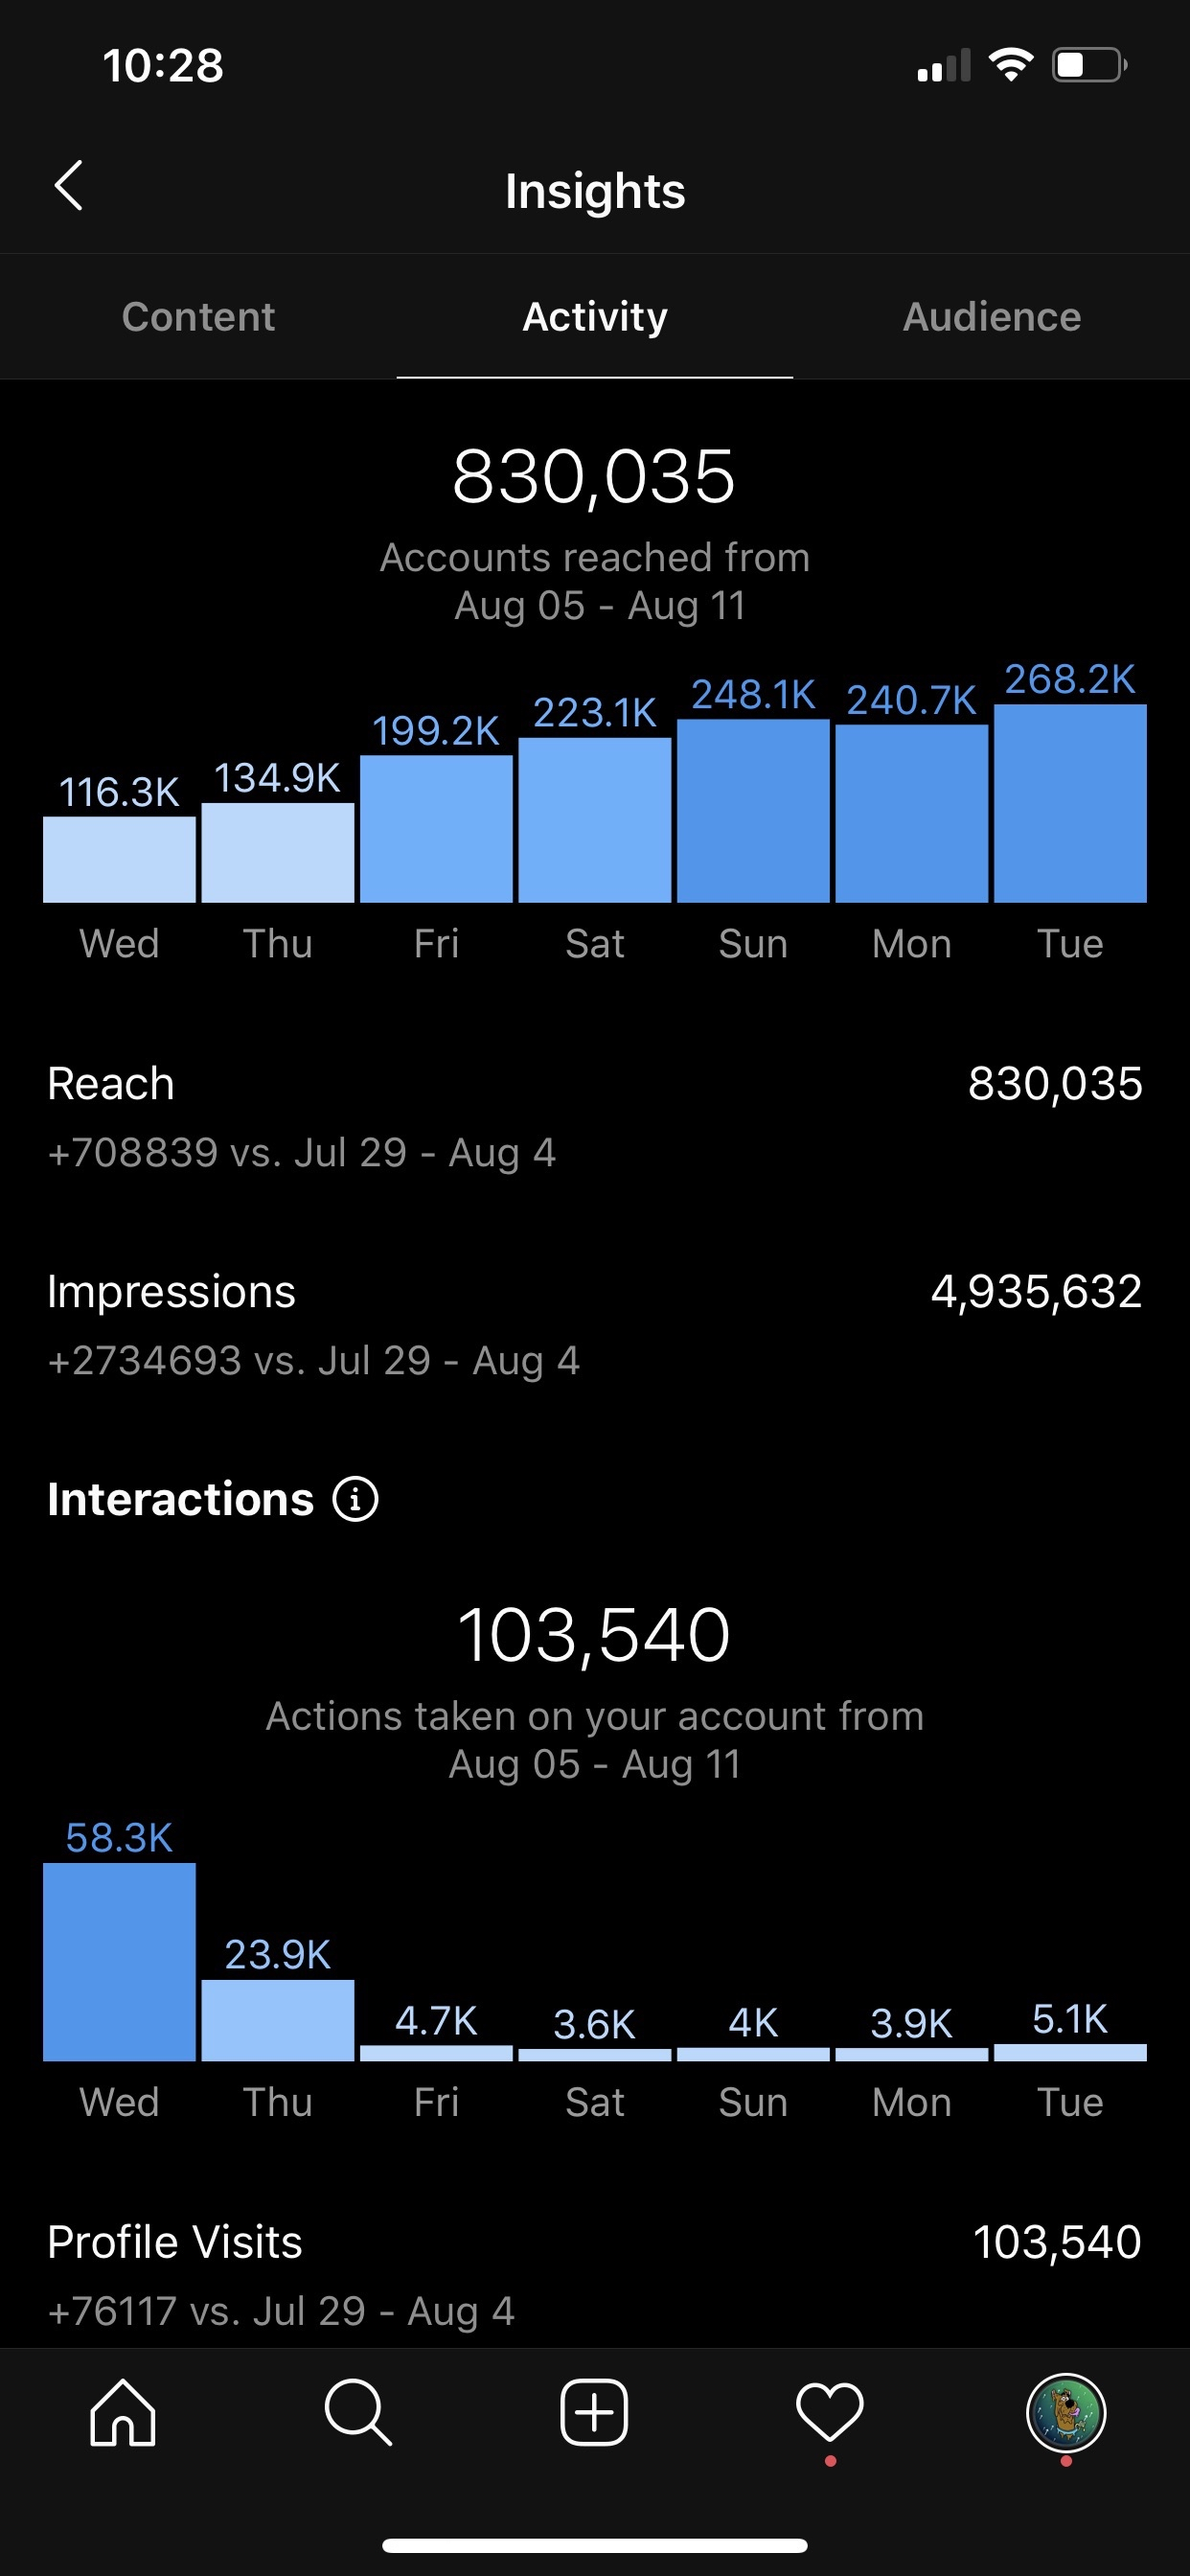 10:28
Insights
Content Activity Audience
830,035
Accounts reached from
Aug 05 - Aug 11
116.3K 134.9K 199.2K 223.1K 248.1K 240.7K 268.2K
Wed Thu Fri Sat Sun Mon Tue
Reach 830,035
+708839 vs. Jul 29 - Aug 4
Impressions 4,935,632
+2734693 vs. Jul 29 - Aug 4
Interactions
103,540
Actions taken on your account from
Aug 05 - Aug 11
58.3K 23.9K 4.7K 3.6K 4K 3.9K 5.1K
Wed Thu Fri Sat Sun Mon Tue
Profile Visits 103,540
+76117 vs. Jul 29 - Aug 4